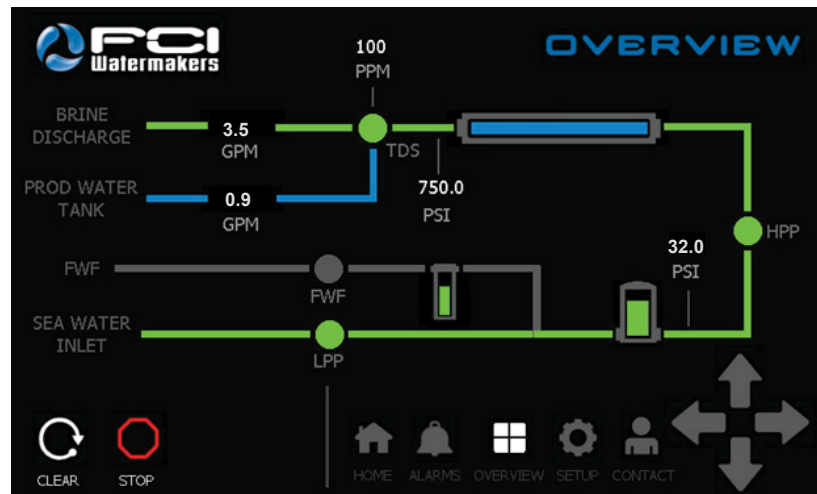 FCI
Watermakers
OVERVIEW
100
PPM
BRINE
DISCHARGE
3.5
GPM
TDS
PROD WATER
TANK
0.9
GPM
750.0
PSI
HPP
32.0
PSI
FWF
FWF
SEA WATER
INLET
LPP
CLEAR
STOP
HOME
ALARMS
OVERVIEW
SETUP
CONTACT